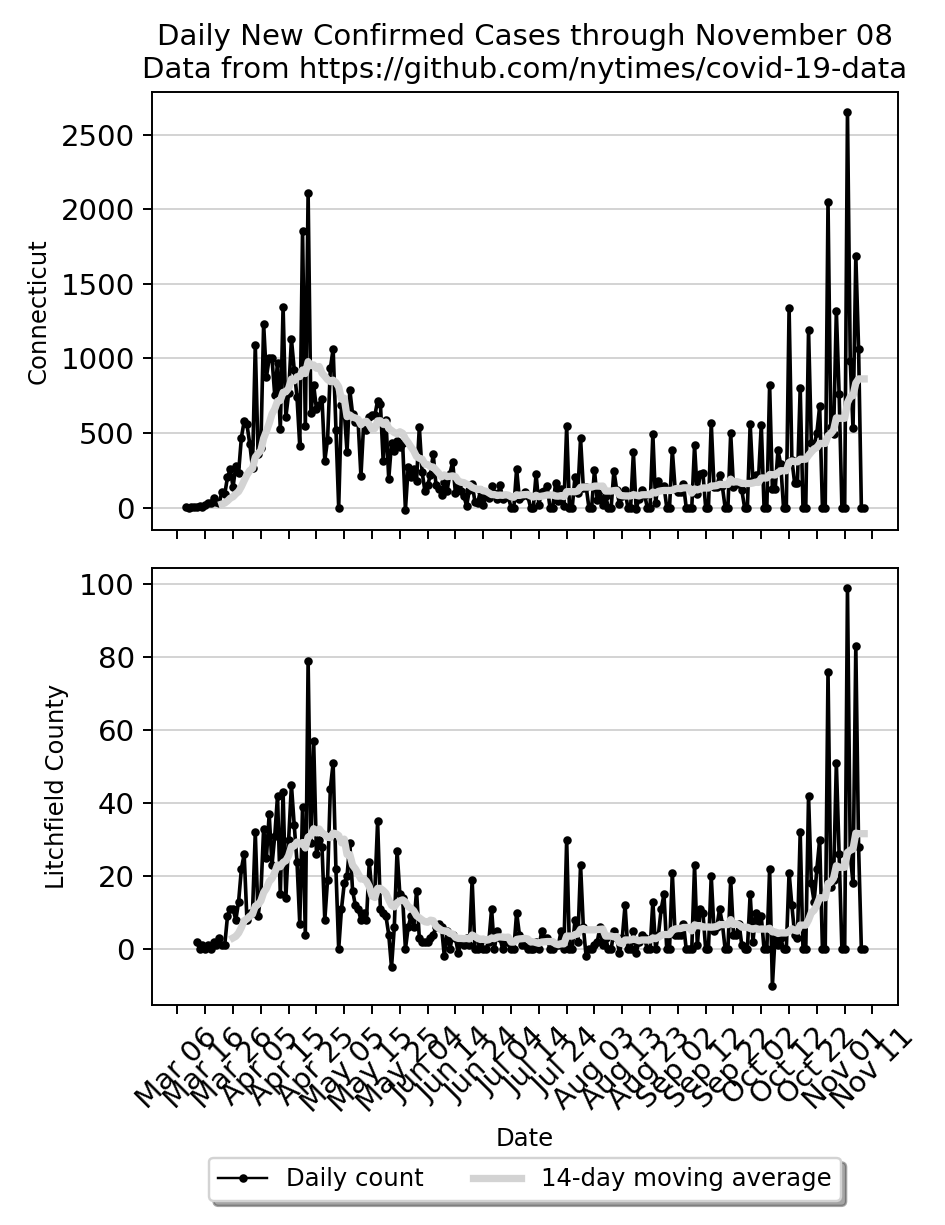 Daily New Confirmed Cases through November 08
Data from https://github.com/nytimes/covid-19-data
2500
2000
1500
1000
500
0
Connecticut
100
80
60
40
20
0
Litchfield County
Mar 06
Mar 16
Mar 26
Apr 05
Apr 15
Apr 25
May 05
May 15
May 25
Jun 04
Jun 14
Jun 24
Jul 04
Jul 14
Jul 24
Aug 03
Aug 13
Aug 23
Sep 02
Sep 12
Sep 22
Oct 02
Oct 12
Oct 22
Nov 01
Nov 11
Date
Daily count
14-day moving average